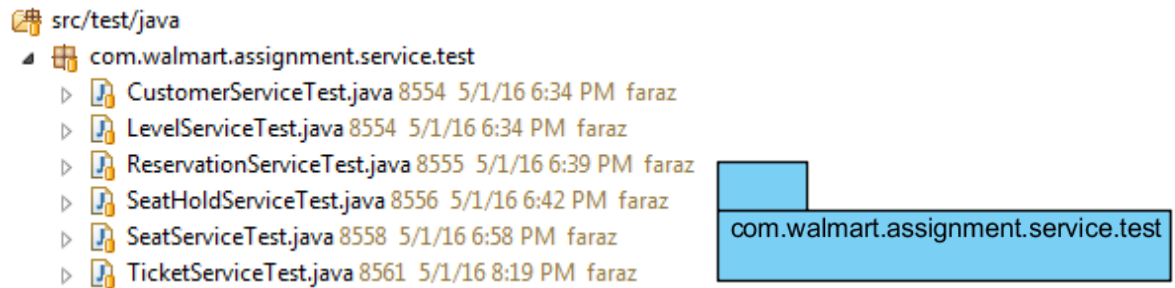 src/test/java
com.walmart.assignment.service.test
CustomerServiceTest.java 8554 5/1/16 6:34 PM faraz
LevelServiceTest.java 8554 5/1/16 6:34 PM faraz
ReservationServiceTest.java 8555 5/1/16 6:39 PM faraz
SeatHoldServiceTest.java 8556 5/1/16 6:42 PM faraz
SeatServiceTest.java 8558 5/1/16 6:58 PM faraz
TicketServiceTest.java 8561 5/1/16 8:19 PM faraz
com.walmart.assignment.service.test